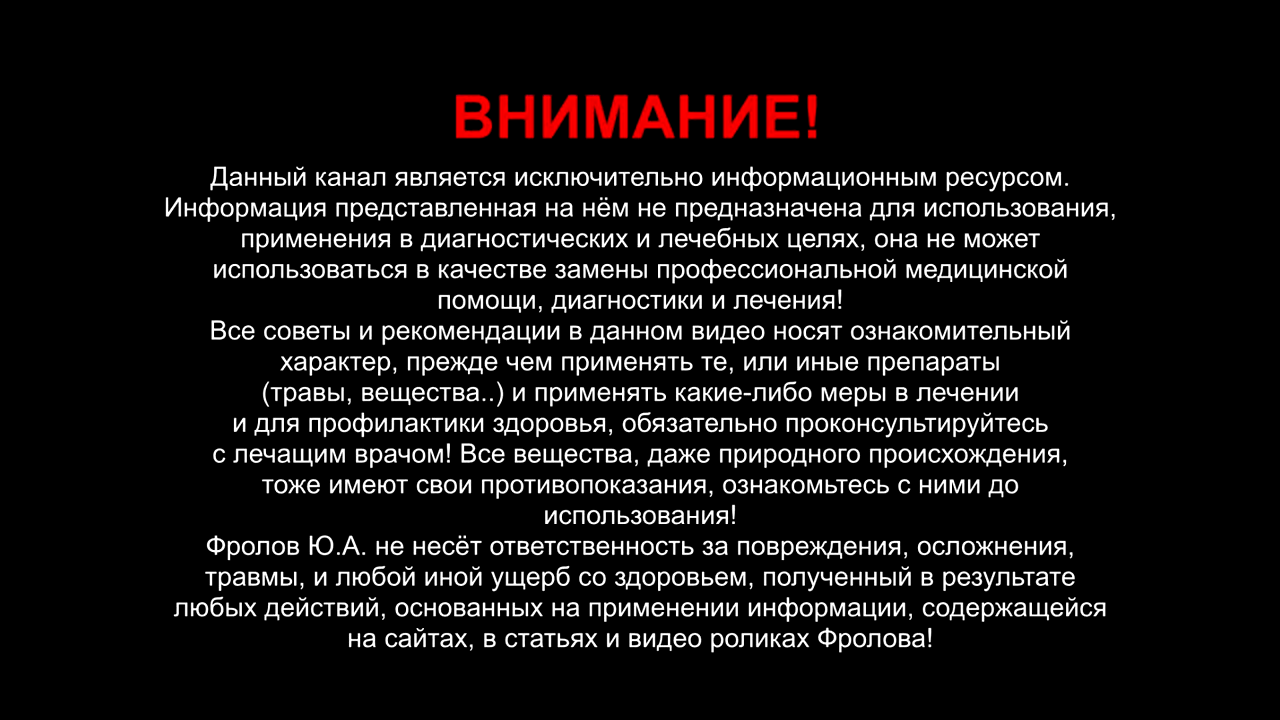 ВНИМАНИЕ!
Данный канал является исключительно информационным ресурсом.
Информация представленная на нём не предназначена для использования,
применения в диагностических и лечебных целях, она не может
использоваться в качестве замены профессиональной медицинской
помощи, диагностики и лечения!
Все советы и рекомендации в данном видео носят ознакомительный
характер, прежде чем применять те, или иные препараты
(травы, вещества..) и применять какие-либо меры в лечении
и для профилактики здоровья, обязательно проконсультируйтесь
с лечащим врачом! Все вещества, даже природного происхождения,
тоже имеют свои противопоказания, ознакомьтесь с ними до
использования!
Фролов Ю.А. не несёт ответственность за повреждения, осложнения,
травмы, и любой иной ущерб со здоровьем, полученный в результате
любых действий, основанных на применении информации, содержащейся
на сайтах, в статьях и видео роликах Фролова!